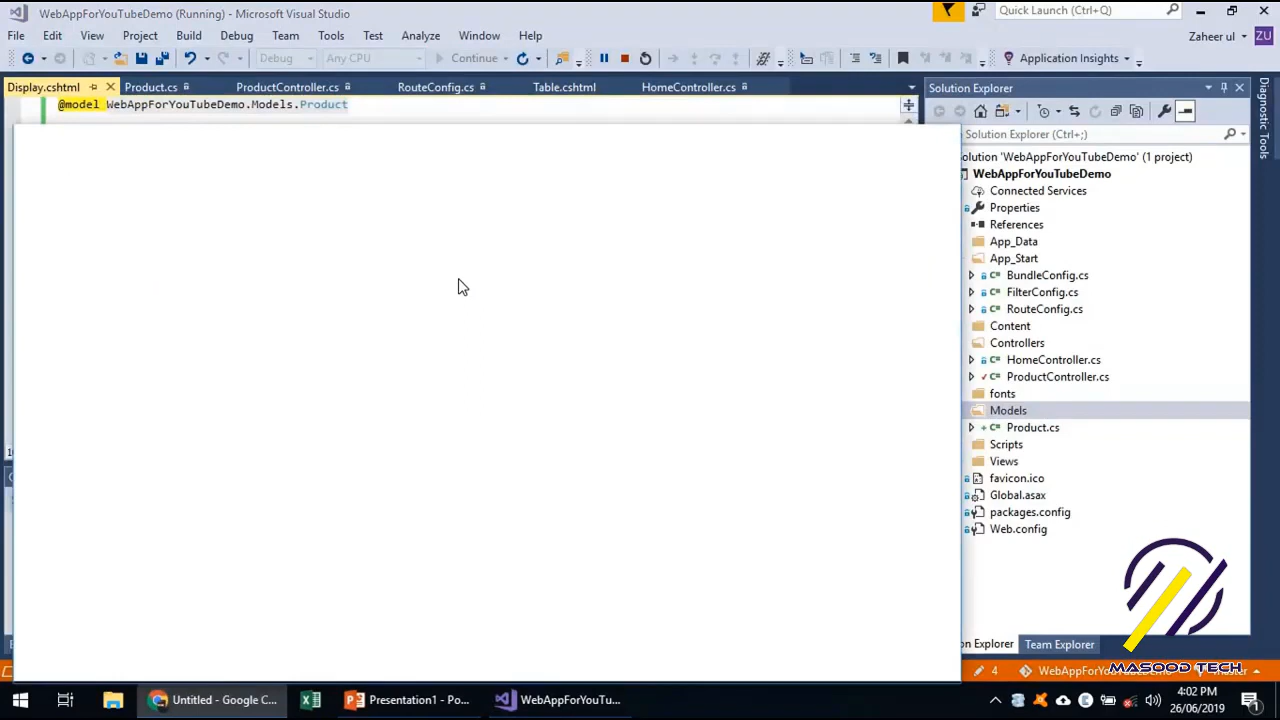 WebAppForYouTubeDemo (Running) - Microsoft Visual Studio
Quick Launch (Ctrl+Q)
File Edit View Project Build Debug Team Tools Test Analyze Window Help
Zaheer ul ZU
Debug Any CPU Continue Application Insights
Display.cshtml Product.cs ProductController.cs RouteConfig.cs Table.cshtml HomeController.cs
Solution Explorer
Diagnostic Tools
@model WebAppForYouTubeDemo.Models.Product
Solution Explorer (Ctrl+;)
olution 'WebAppForYouTubeDemo' (1 project)
WebAppForYouTubeDemo
Connected Services
Properties
References
App_Data
App_Start
BundleConfig.cs
FilterConfig.cs
RouteConfig.cs
Content
Controllers
HomeController.cs
ProductController.cs
fonts
Models
Product.cs
Scripts
Views
favicon.ico
Global.asax
packages.config
Web.config
on Explorer Team Explorer
MASOOD TECH
4
Untitled - Google C...
Presentation1 - Po...
WebAppForYouTu...
4:02 PM
26/06/2019